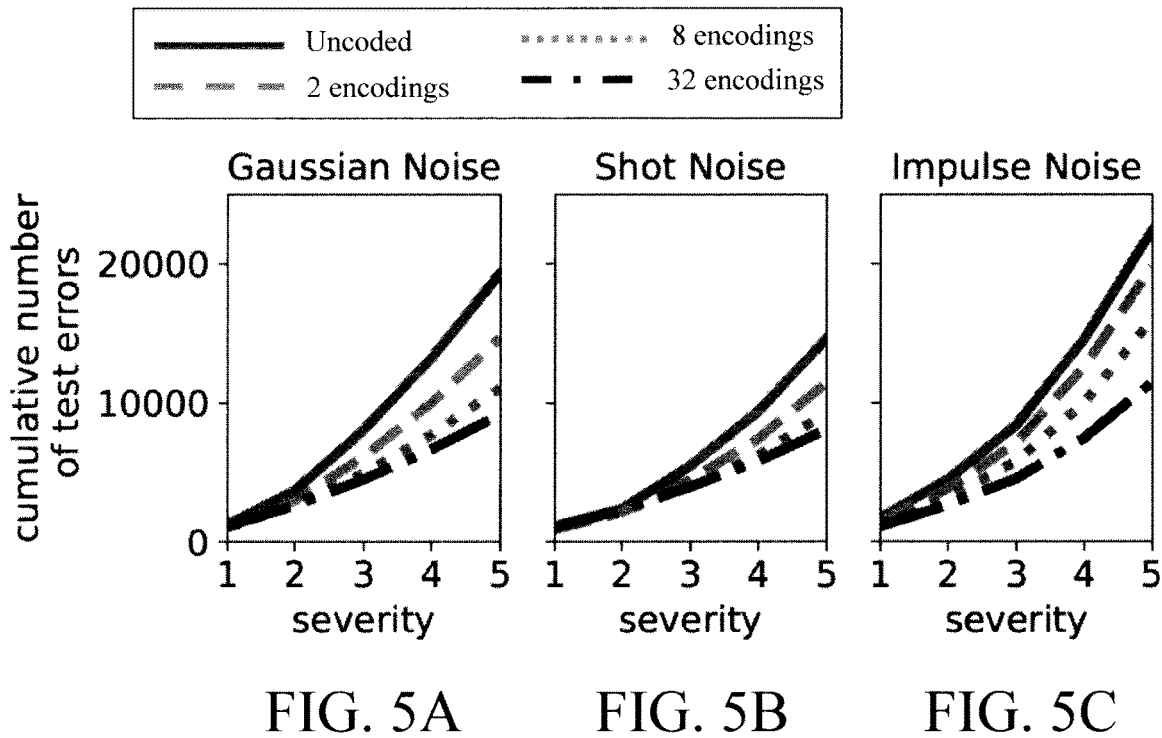 Uncoded
8 encodings
2 encodings
32 encodings
Gaussian Noise
Shot Noise
Impulse Noise
cumulative number
of test errors
20000
10000
0
1 2 3 4 5
1 2 3 4 5
1 2 3 4 5
severity
severity
severity
FIG. 5A
FIG. 5B
FIG. 5C